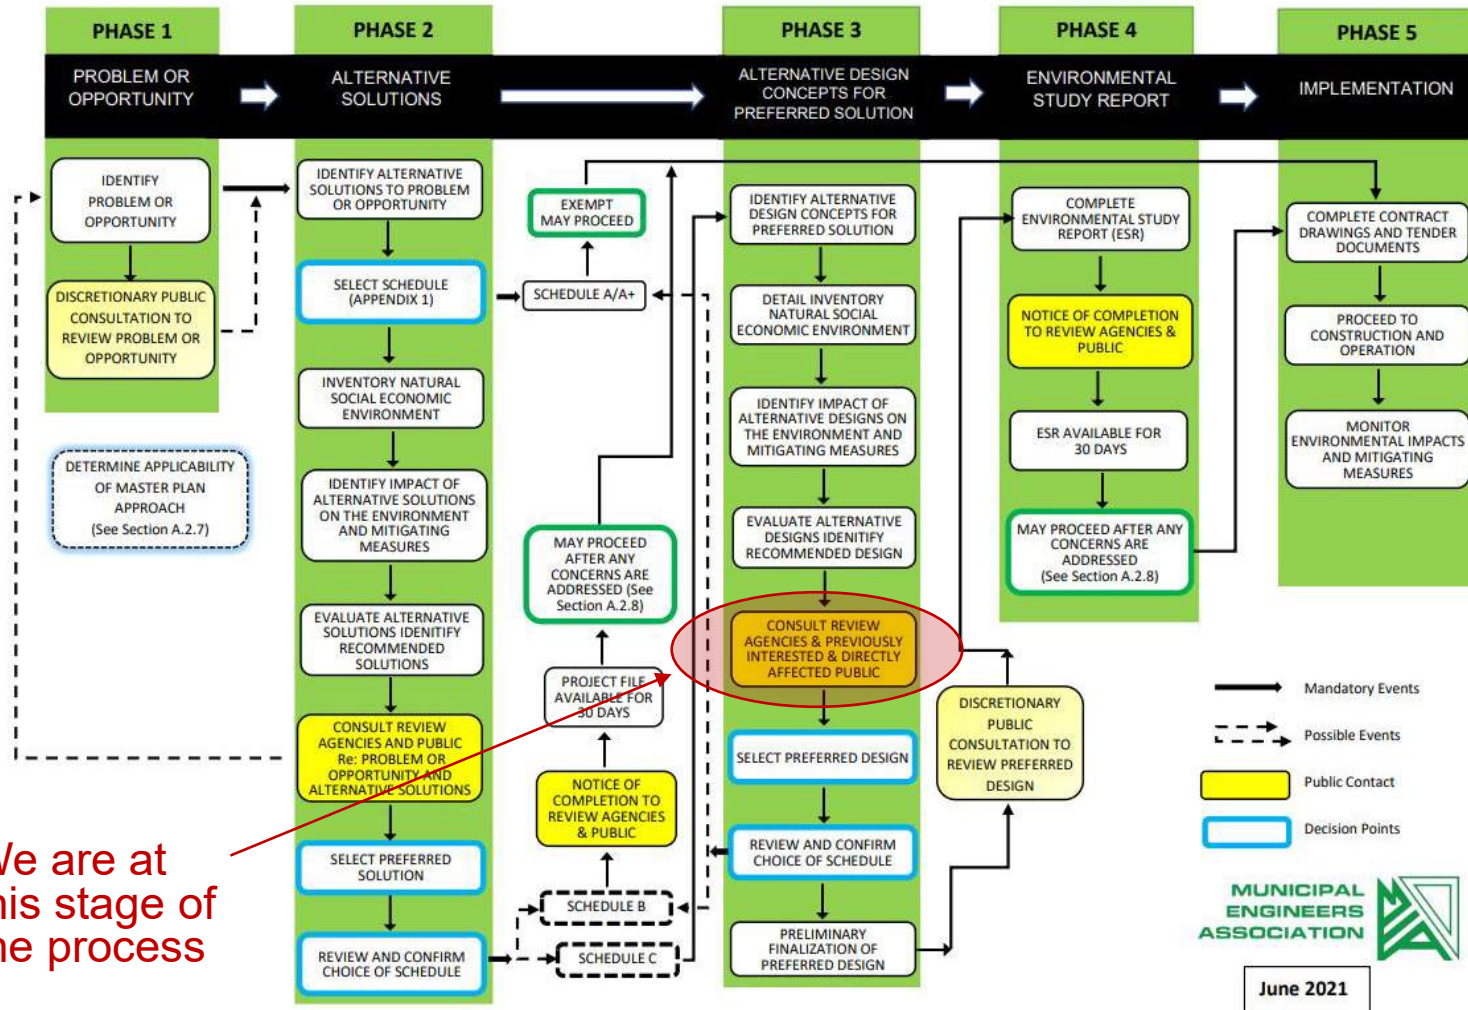 PHASE 1
PROBLEM OR
OPPORTUNITY
IDENTIFY
PROBLEM OR
OPPORTUNITY
DISCRETIONARY PUBLIC
CONSULTATION TO
REVIEW PROBLEM OR
OPPORTUNITY
DETERMINE APPLICABILITY
OF MASTER PLAN
APPROACH
(See Section A.2.7)
PHASE 2
ALTERNATIVE
SOLUTIONS
IDENTIFY ALTERNATIVE
SOLUTIONS TO PROBLEM
OR OPPORTUNITY
SELECT SCHEDULE
(APPENDIX 1)
INVENTORY NATURAL
SOCIAL ECONOMIC
ENVIRONMENT
IDENTIFY IMPACT OF
ALTERNATIVE SOLUTIONS
ON THE ENVIRONMENT
AND MITIGATING
MEASURES
EVALUATE ALTERNATIVE
SOLUTIONS IDENITIFY
RECOMMENDED
SOLUTIONS
CONSULT REVIEW
AGENCIES AND PUBLIC
Re: PROBLEM OR
OPPORTUNITY AND
ALTERNATIVE SOLUTIONS
SELECT PREFERRED
SOLUTION
REVIEW AND CONFIRM
CHOICE OF SCHEDULE
EXEMPT
MAY PROCEED
SCHEDULE A/A+
MAY PROCEED
AFTER ANY
CONCERNS ARE
ADDRESSED (See
Section A.2.8)
PROJECT FILE
AVAILABLE FOR
30 DAYS
NOTICE OF
COMPLETION TO
REVIEW AGENCIES
& PUBLIC
SCHEDULE B
SCHEDULE C
PHASE 3
ALTERNATIVE DESIGN
CONCEPTS FOR
PREFERRED SOLUTION
IDENTIFY ALTERNATIVE
DESIGN CONCEPTS FOR
PREFERRED SOLUTION
DETAIL INVENTORY
NATURAL SOCIAL
ECONOMIC ENVIRONMENT
IDENTIFY IMPACT OF
ALTERNATIVE DESIGNS ON
THE ENVIRONMENT AND
MITIGATING MEASURES
EVALUATE ALTERNATIVE
DESIGNS IDENITIFY
RECOMMENDED DESIGN
CONSULT REVIEW
AGENCIES & PREVIOUSLY
INTERESTED & DIRECTLY
AFFECTED PUBLIC
SELECT PREFERRED DESIGN
REVIEW AND CONFIRM
CHOICE OF SCHEDULE
PRELIMINARY
FINALIZATION OF
PREFERRED DESIGN
DISCRETIONARY
PUBLIC
CONSULTATION TO
REVIEW PREFERRED
DESIGN
PHASE 4
ENVIRONMENTAL
STUDY REPORT
COMPLETE
ENVIRONMENTAL STUDY
REPORT (ESR)
NOTICE OF COMPLETION
TO REVIEW AGENCIES &
PUBLIC
ESR AVAILABLE FOR
30 DAYS
MAY PROCEED AFTER ANY
CONCERNS ARE
ADDRESSED
(See Section A.2.8)
PHASE 5
IMPLEMENTATION
COMPLETE CONTRACT
DRAWINGS AND TENDER
DOCUMENTS
PROCEED TO
CONSTRUCTION AND
OPERATION
MONITOR
ENVIRONMENTAL IMPACTS
AND MITIGATING
MEASURES
Mandatory Events
Possible Events
Public Contact
Decision Points
MUNICIPAL
ENGINEERS
ASSOCIATION
June 2021
We are at
this stage of
the process